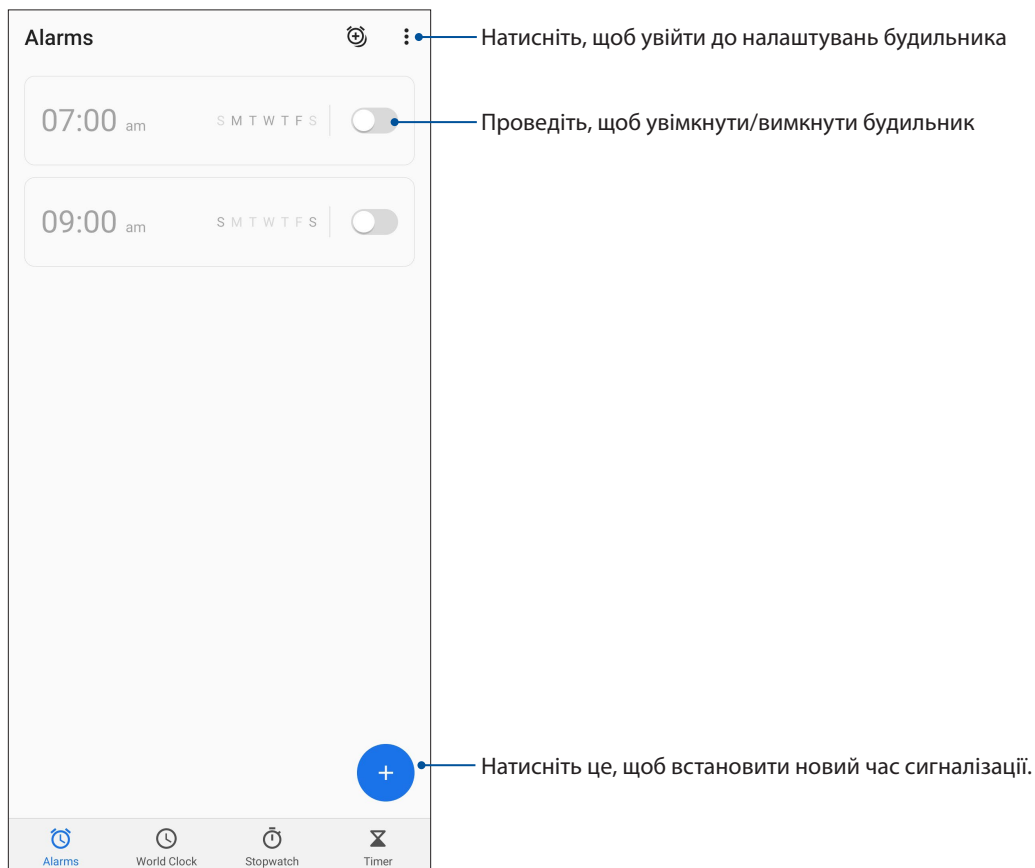 Alarms
Натисніть, щоб увійти до налаштувань будильника
07:00 am S M T W T F S
Проведіть, щоб увімкнути/вимкнути будильник
09:00 am S M T W T F S
+
Натисніть це, щоб встановити новий час сигналізації.
Alarms World Clock Stopwatch Timer